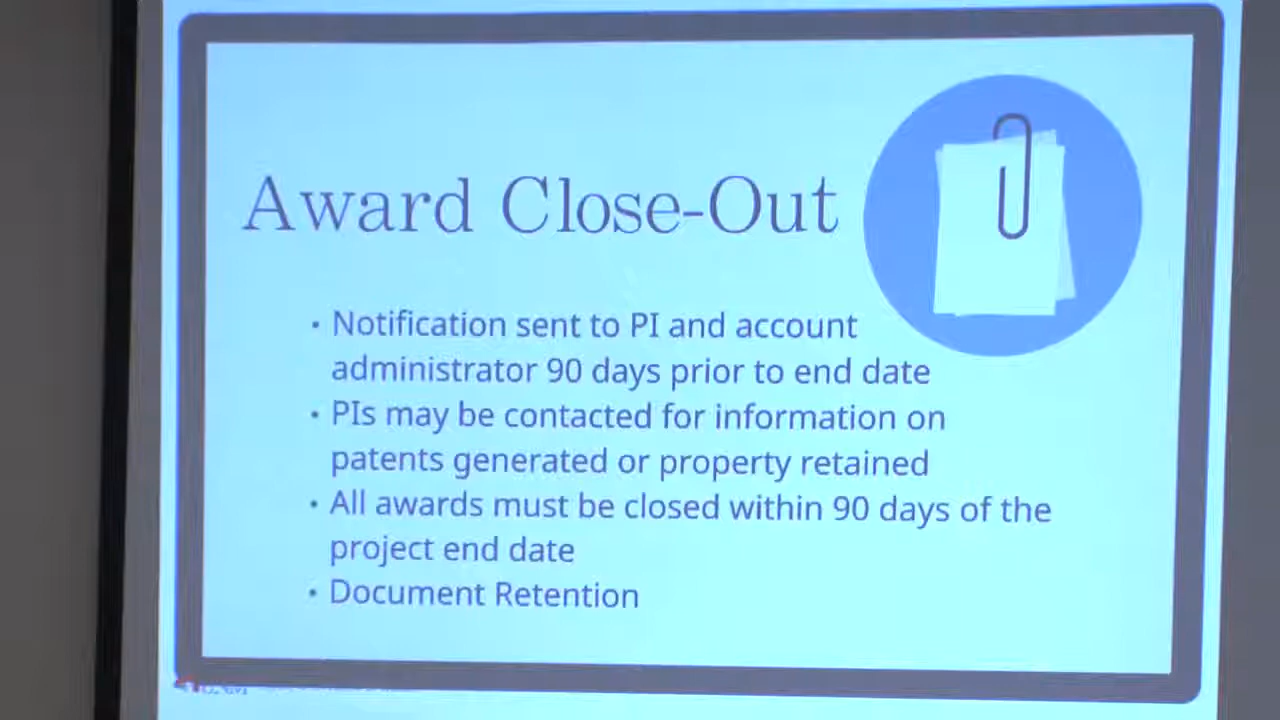 Award Close-Out
• Notification sent to PI and account
administrator 90 days prior to end date
• PIs may be contacted for information on
patents generated or property retained
• All awards must be closed within 90 days of the
project end date
• Document Retention